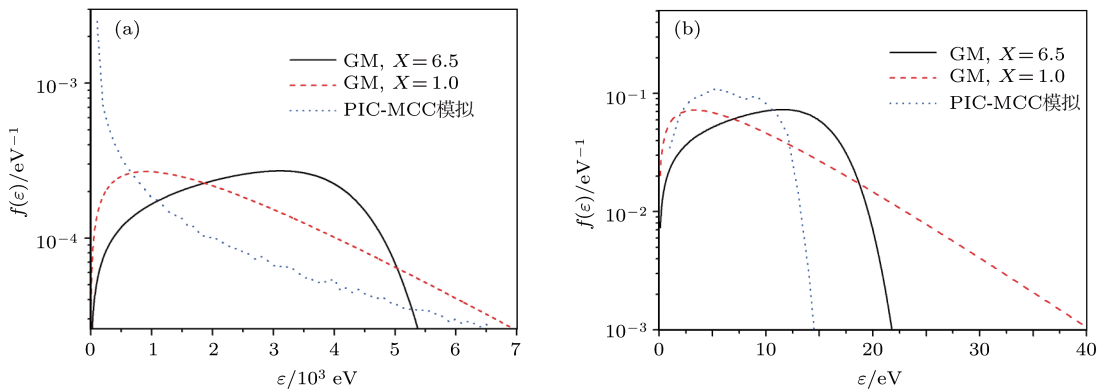 (a)
GM, X=6.5
GM, X=1.0
PIC-MCC模拟
f(ε)/eV⁻¹
10⁻³
10⁻⁴
0 1 2 3 4 5 6 7
ε/10³ eV
(b)
GM, X=6.5
GM, X=1.0
PIC-MCC模拟
f(ε)/eV⁻¹
10⁻¹
10⁻²
10⁻³
0 10 20 30 40
ε/eV